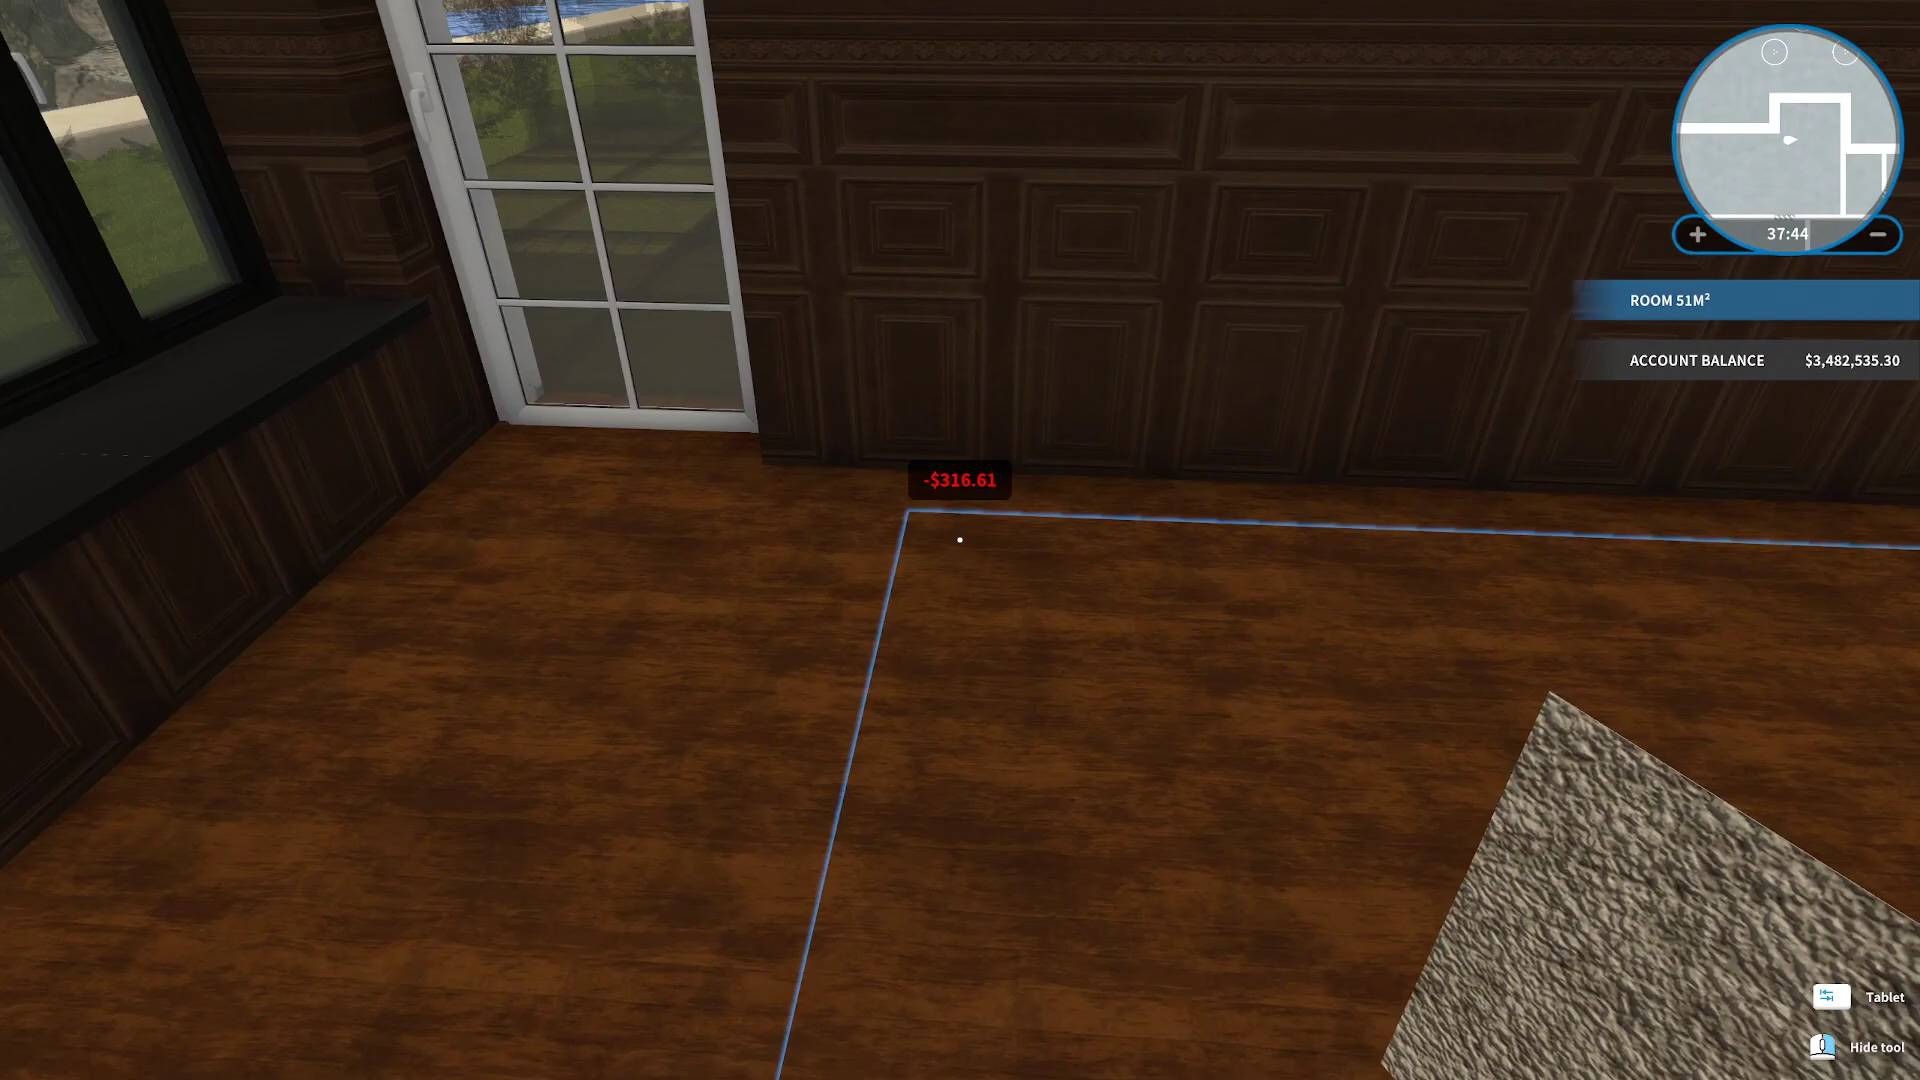 37:44
ROOM 51M²
ACCOUNT BALANCE $3,482,535.30
-$316.61
Tablet
Hide tool